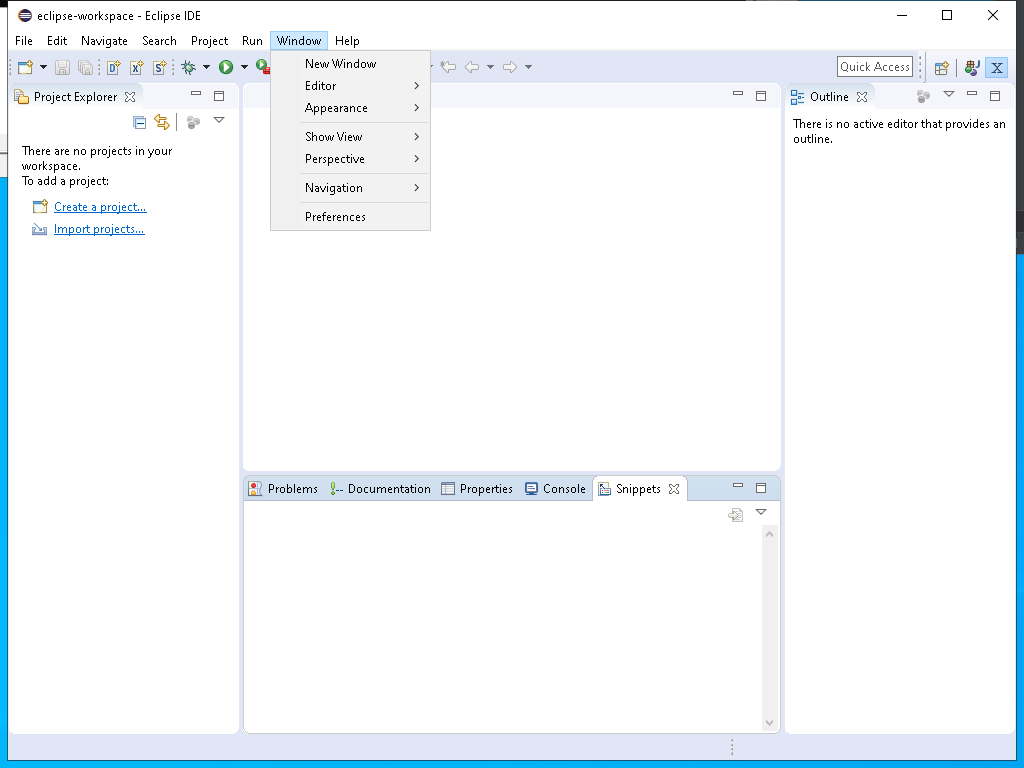 eclipse-workspace - Eclipse IDE
File Edit Navigate Search Project Run Window Help
Quick Access
New Window
Editor
Appearance
Show View
Perspective
Navigation
Preferences
Project Explorer
There are no projects in your
workspace.
To add a project:
Create a project...
Import projects...
Outline
There is no active editor that provides an
outline.
Problems Documentation Properties Console Snippets